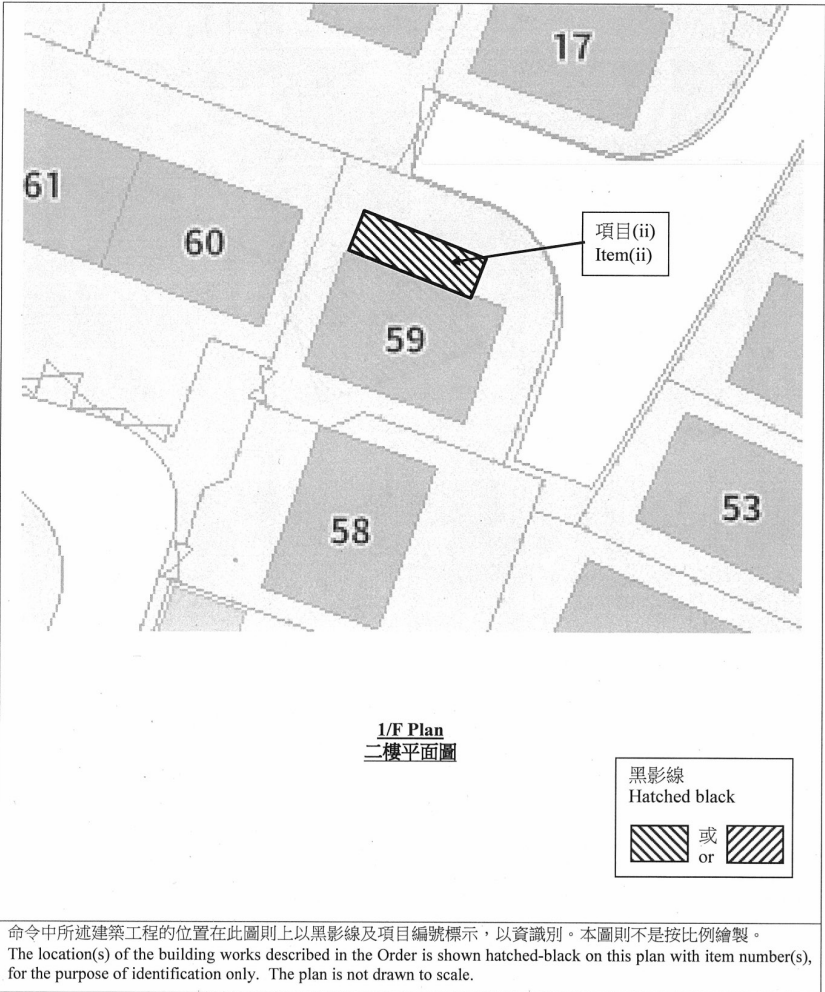 17
61
60
項目(ii)
Item(ii)
59
58
53
1/F Plan
二樓平面圖
黑影線
Hatched black
或
or
命令中所述建築工程的位置在此圖則上以黑影線及項目編號標示，以資識別。本圖則不是按比例繪製。
The location(s) of the building works described in the Order is shown hatched-black on this plan with item number(s),
for the purpose of identification only. The plan is not drawn to scale.